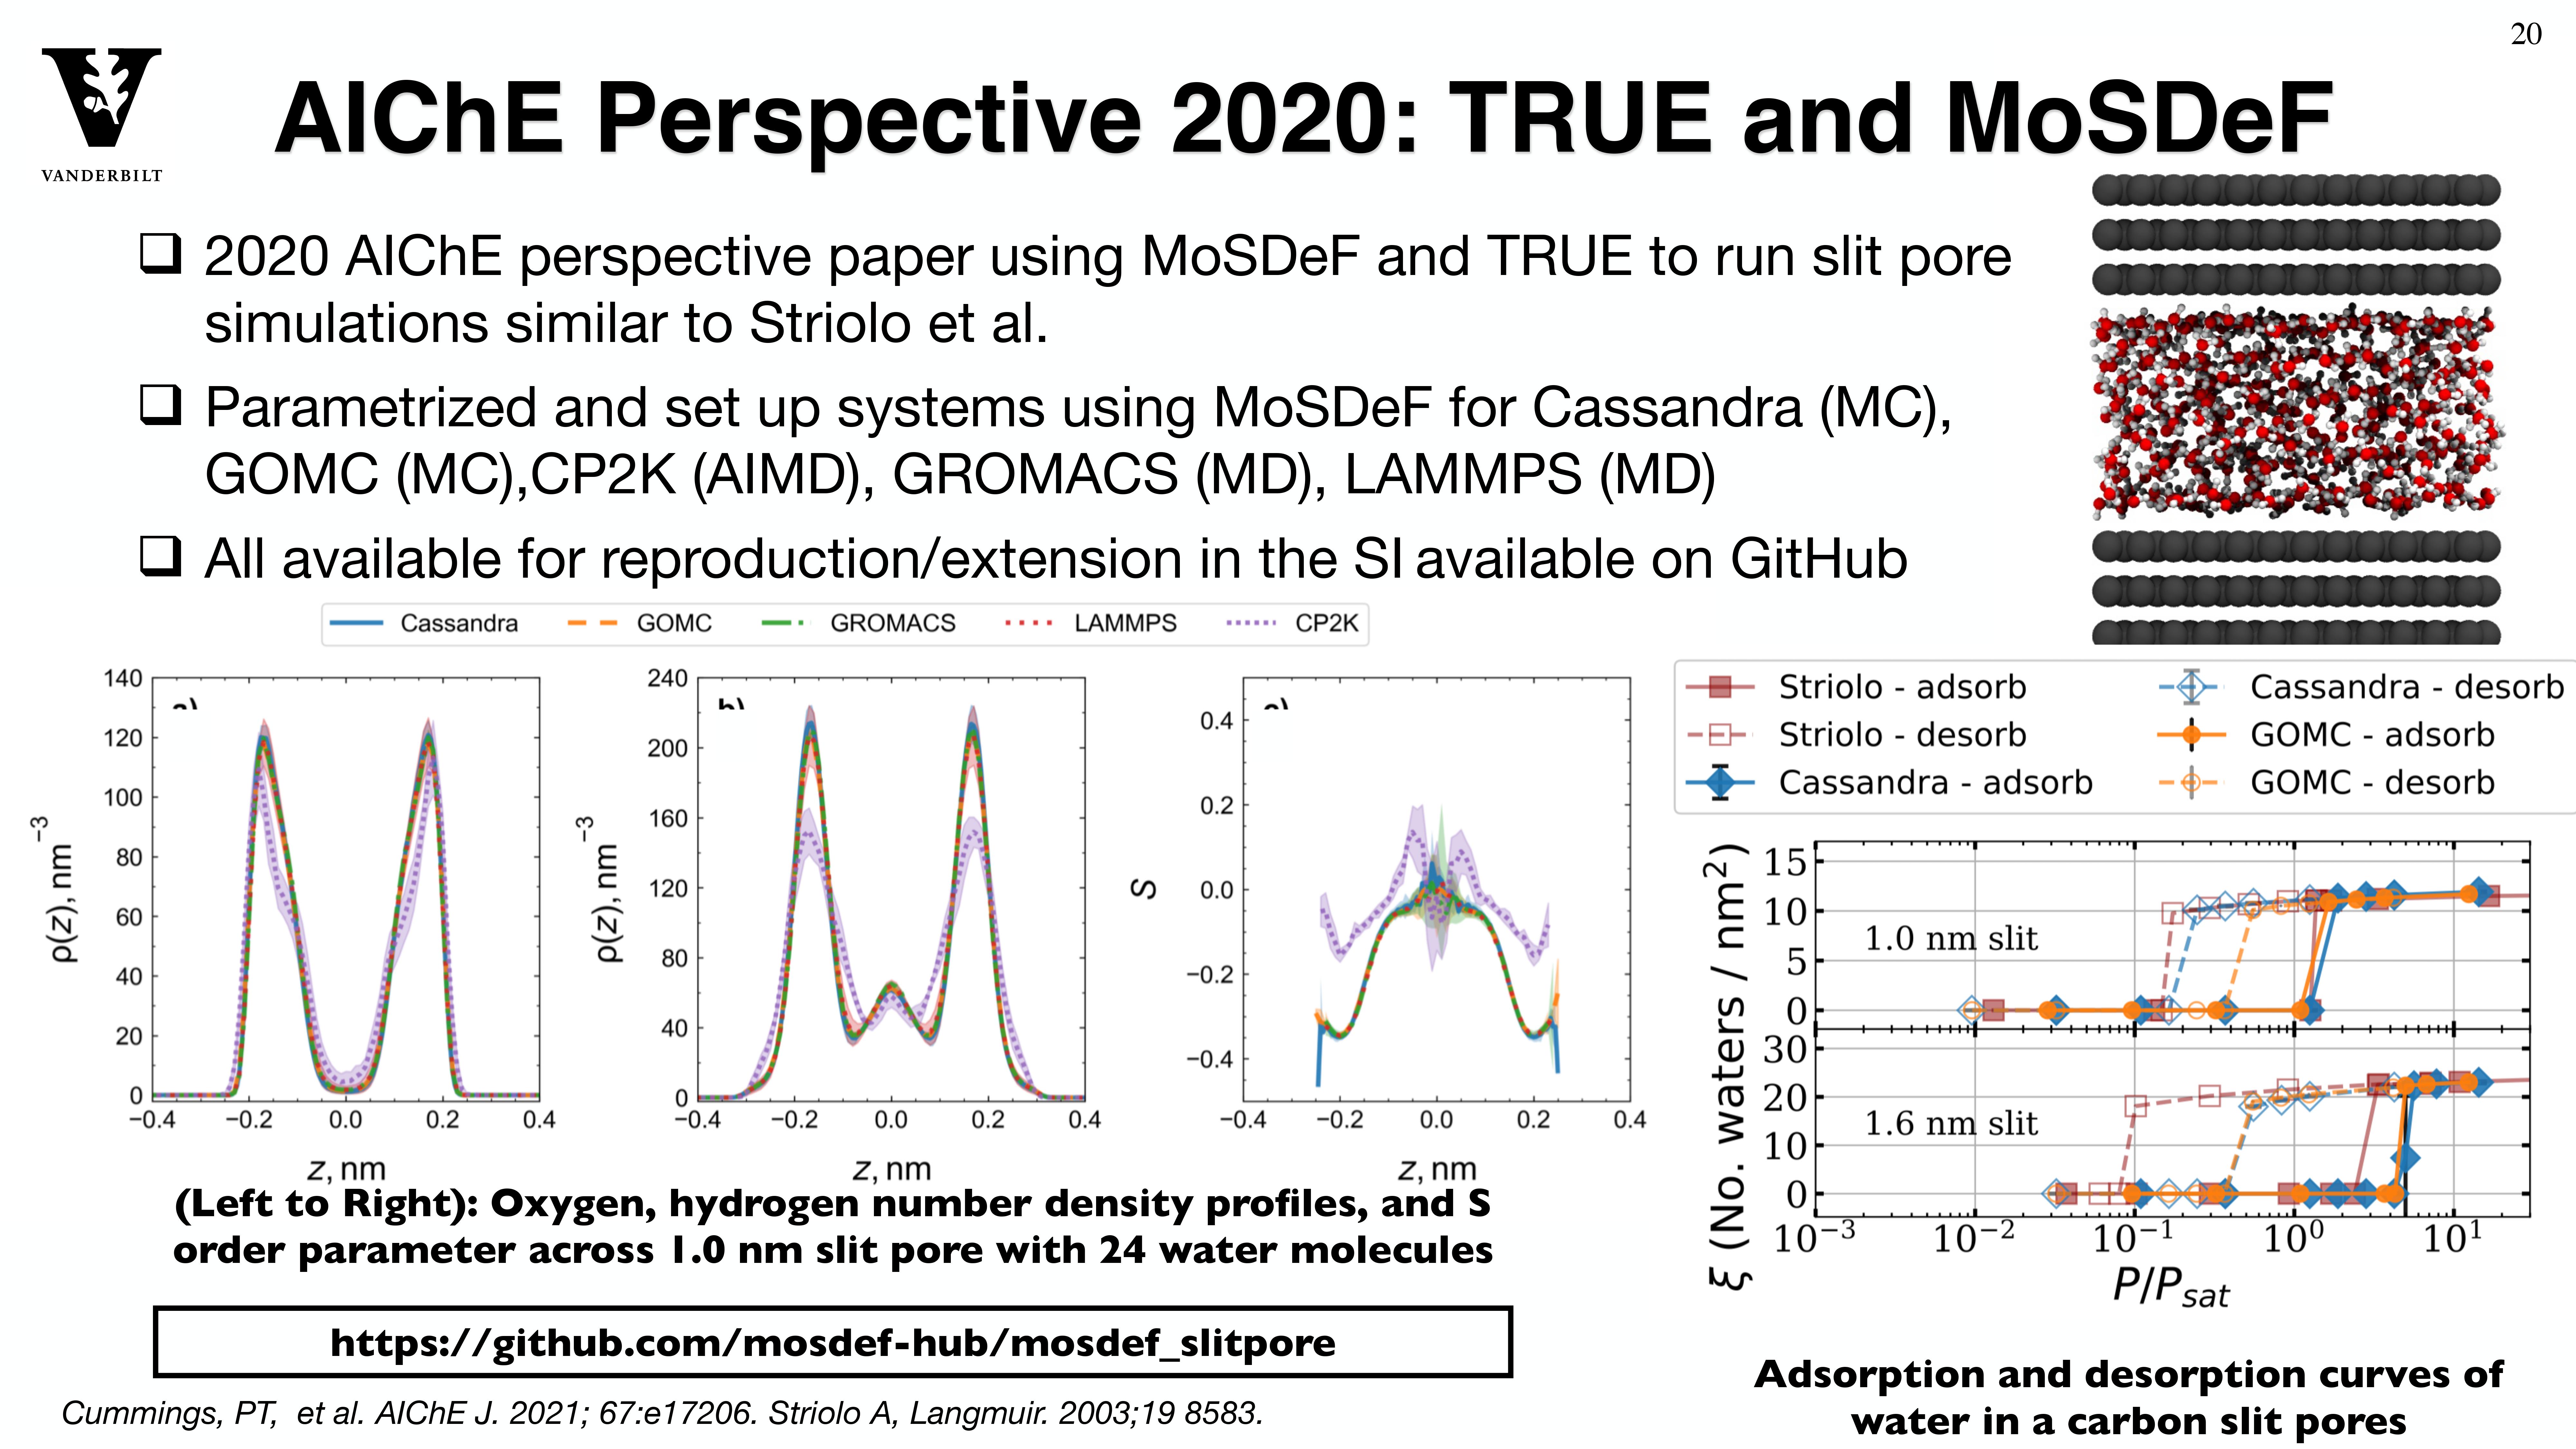 20
VANDERBILT
AIChE Perspective 2020: TRUE and MoSDeF
❑ 2020 AIChE perspective paper using MoSDeF and TRUE to run slit pore
simulations similar to Striolo et al.
❑ Parametrized and set up systems using MoSDeF for Cassandra (MC),
GOMC (MC),CP2K (AIMD), GROMACS (MD), LAMMPS (MD)
❑ All available for reproduction/extension in the SI available on GitHub
Cassandra GOMC GROMACS LAMMPS CP2K
a)
140
120
100
80
60
40
20
0
ρ(z), nm⁻³
−0.4 −0.2 0.0 0.2 0.4
z, nm
b)
240
200
160
120
80
40
0
ρ(z), nm⁻³
−0.4 −0.2 0.0 0.2 0.4
z, nm
c)
0.4
0.2
0.0
−0.2
−0.4
S
−0.4 −0.2 0.0 0.2 0.4
z, nm
(Left to Right): Oxygen, hydrogen number density profiles, and S
order parameter across 1.0 nm slit pore with 24 water molecules
https://github.com/mosdef-hub/mosdef_slitpore
Cummings, PT, et al. AIChE J. 2021; 67:e17206. Striolo A, Langmuir. 2003;19 8583.
Striolo - adsorb
Striolo - desorb
Cassandra - adsorb
Cassandra - desorb
GOMC - adsorb
GOMC - desorb
ξ (No. waters / nm²)
15
10
5
0
1.0 nm slit
30
20
10
0
1.6 nm slit
10⁻³ 10⁻² 10⁻¹ 10⁰ 10¹
P/Psat
Adsorption and desorption curves of
water in a carbon slit pores